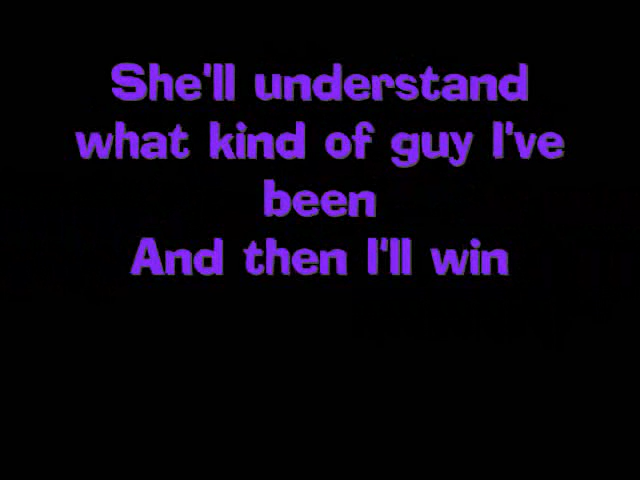 She'll understand
what kind of guy I've
been
And then I'll win